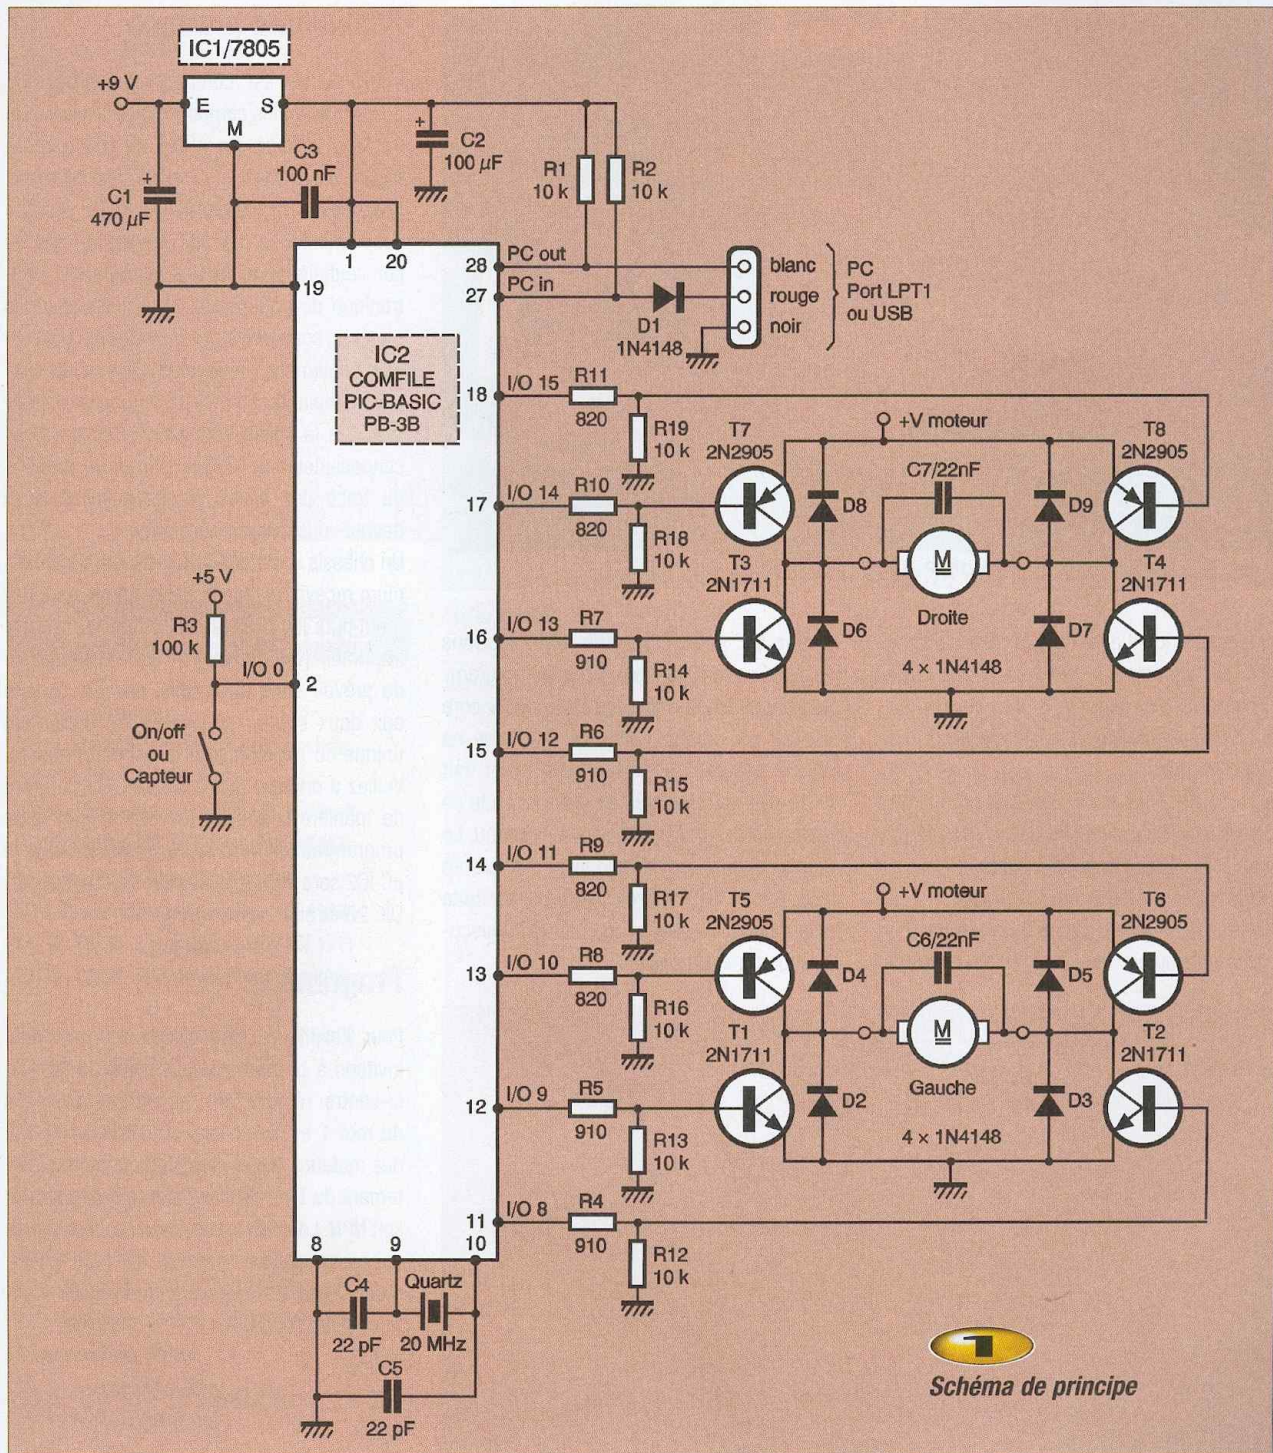 IC1/7805
+9 V
E
S
M
C3
100 nF
+
C2
100 µF
R1
10 k
R2
10 k
+
C1
470 µF
1
20
19
28
PC out
27
PC in
D1
1N4148
blanc
rouge
noir
PC
Port LPT1
ou USB
IC2
COMFILE
PIC-BASIC
PB-3B
18
I/O 15
R11
820
R19
10 k
17
I/O 14
R10
820
R18
10 k
16
I/O 13
R7
910
R14
10 k
15
I/O 12
R6
910
R15
10 k
T7
2N2905
T3
2N1711
+V moteur
D8
C7/22nF
D9
M
Droite
D6
D7
4 × 1N4148
T8
2N2905
T4
2N1711
+5 V
R3
100 k
I/O 0
2
On/off
ou
Capteur
14
I/O 11
R9
820
R17
10 k
13
I/O 10
R8
820
R16
10 k
12
I/O 9
R5
910
R13
10 k
11
I/O 8
R4
910
R12
10 k
T5
2N2905
T1
2N1711
+V moteur
D4
C6/22nF
D5
M
Gauche
D2
D3
4 × 1N4148
T6
2N2905
T2
2N1711
8
9
10
C4
22 pF
Quartz
20 MHz
C5
22 pF
1
Schéma de principe